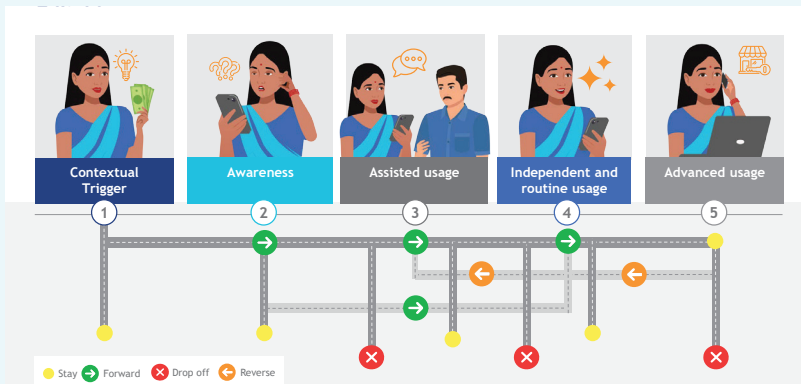 Contextual
Trigger
Awareness
Assisted usage
Independent and
routine usage
Advanced usage
1
2
3
4
5
Stay
Forward
Drop off
Reverse